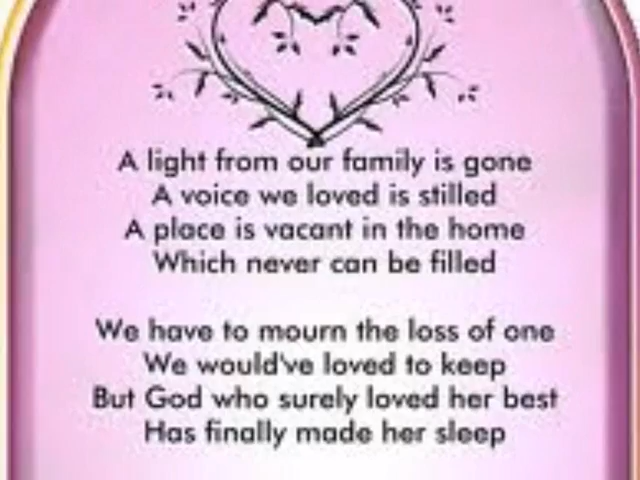 A light from our family is gone
A voice we loved is stilled
A place is vacant in the home
Which never can be filled
We have to mourn the loss of one
We would've loved to keep
But God who surely loved her best
Has finally made her sleep